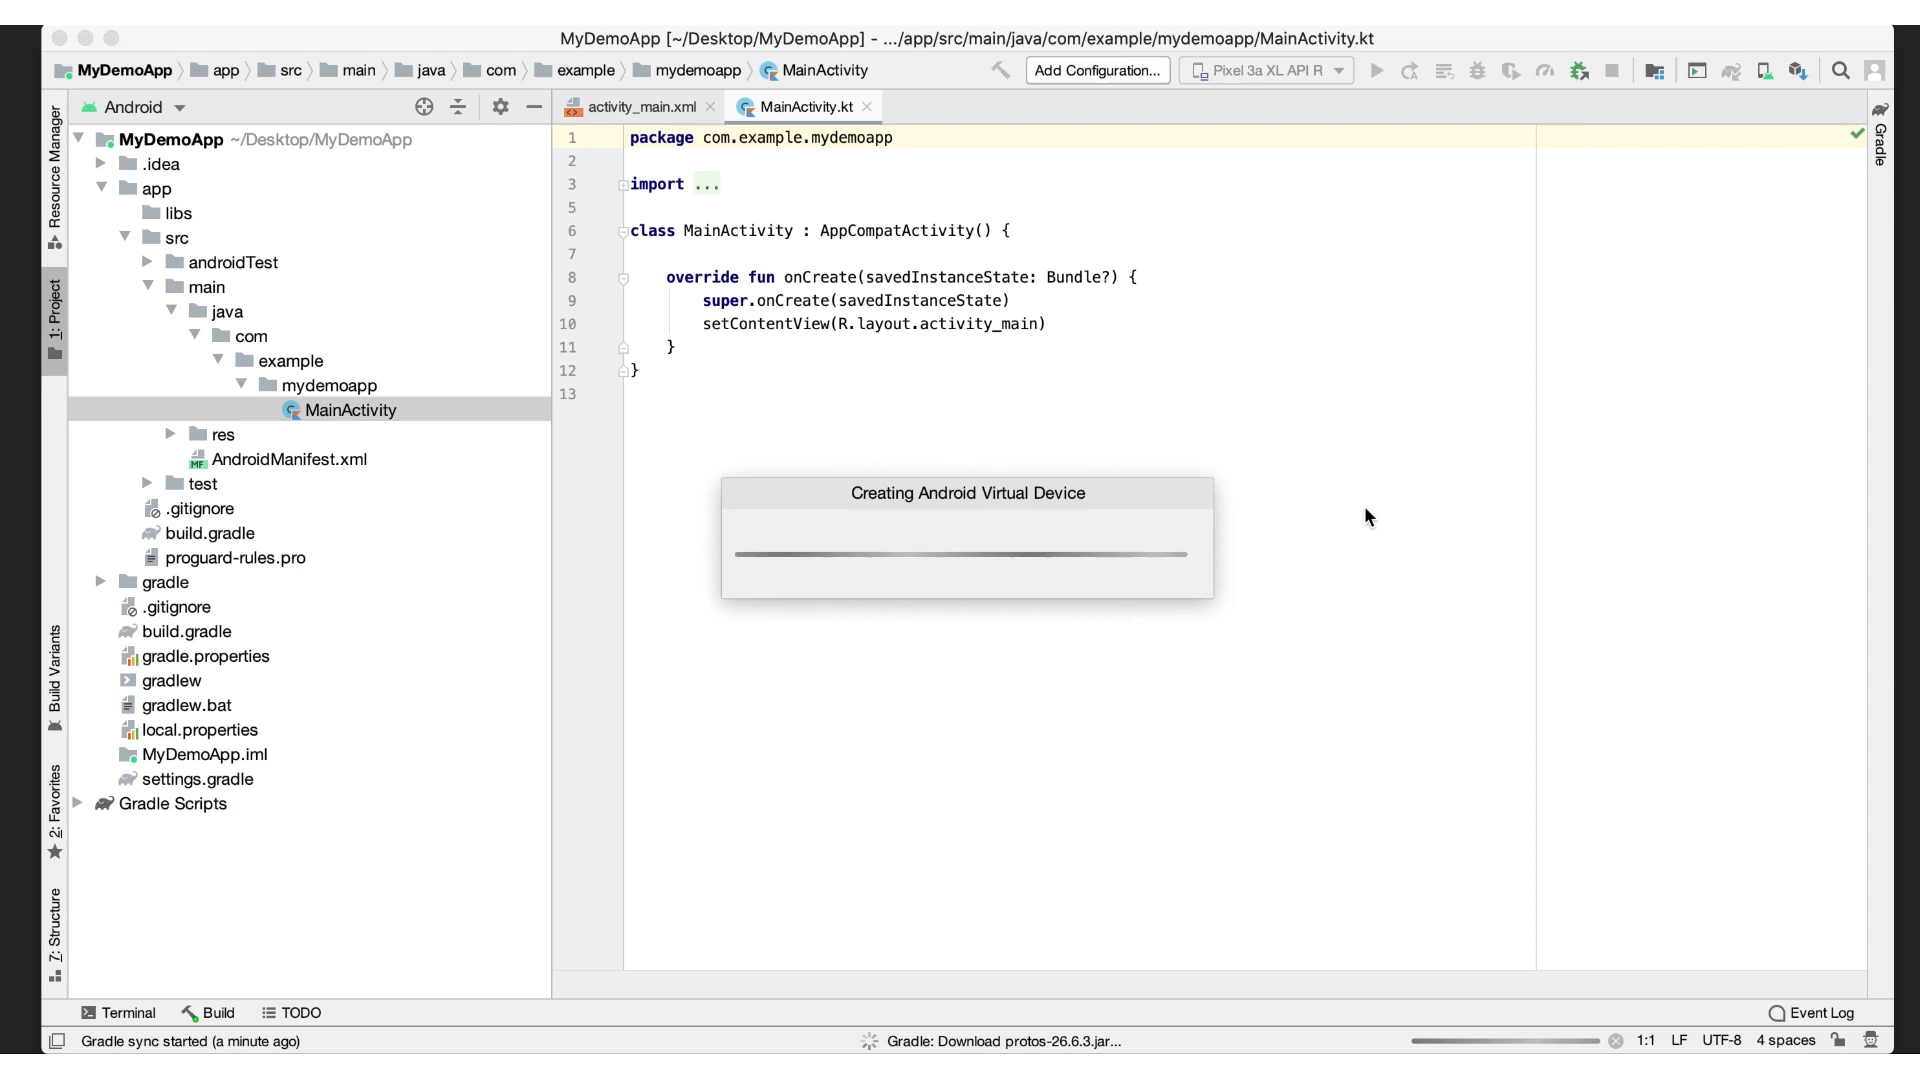 MyDemoApp [~/Desktop/MyDemoApp] - .../app/src/main/java/com/example/mydemoapp/MainActivity.kt
MyDemoApp app src main java com example mydemoapp MainActivity Add Configuration... Pixel 3a XL API R
Android
activity_main.xml MainActivity.kt
Resource Manager
1: Project
Build Variants
2: Favorites
7: Structure
MyDemoApp ~/Desktop/MyDemoApp
.idea
app
libs
src
androidTest
main
java
com
example
mydemoapp
MainActivity
res
MF AndroidManifest.xml
test
.gitignore
build.gradle
proguard-rules.pro
gradle
.gitignore
build.gradle
gradle.properties
gradlew
gradlew.bat
local.properties
MyDemoApp.iml
settings.gradle
Gradle Scripts
1 package com.example.mydemoapp
2
3 import ...
5
6 class MainActivity : AppCompatActivity() {
7
8 override fun onCreate(savedInstanceState: Bundle?) {
9 super.onCreate(savedInstanceState)
10 setContentView(R.layout.activity_main)
11 }
12 }
13
Creating Android Virtual Device
Gradle
Terminal Build TODO Event Log
Gradle sync started (a minute ago) Gradle: Download protos-26.6.3.jar... 1:1 LF UTF-8 4 spaces